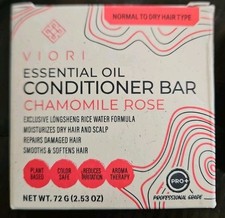 NORMAL TO DRY HAIR TYPE
VIORI
ESSENTIAL OIL
CONDITIONER BAR
CHAMOMILE ROSE
EXCLUSIVE LONGSHENG RICE WATER FORMULA
MOISTURIZES DRY HAIR AND SCALP
REPAIRS DAMAGED HAIR
SMOOTHS & SOFTENS HAIR
PLANT BASED
COLOR SAFE
REDUCES IRRITATION
AROMA THERAPY
PRO+
PROFESSIONAL GRADE
NET WT. 72 G (2.53 OZ)